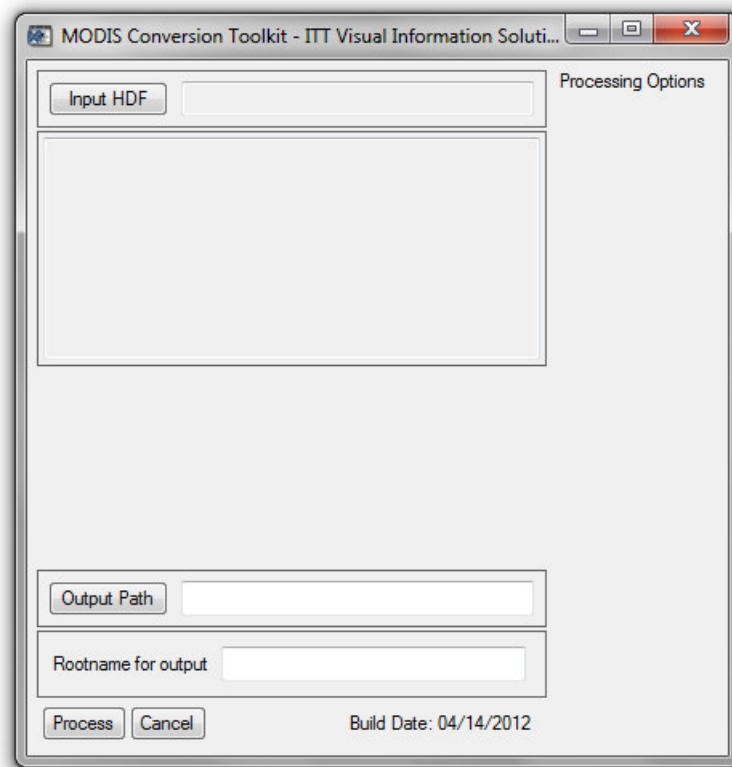 MODIS Conversion Toolkit - ITT Visual Information Soluti...
Input HDF
Processing Options
Output Path
Rootname for output
Process Cancel Build Date: 04/14/2012